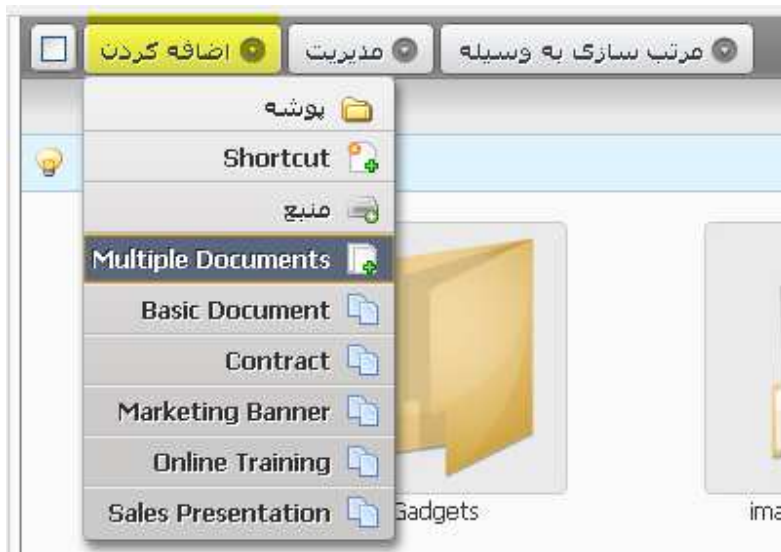 اضافه کردن
مدیریت
مرتب سازی به وسیله
پوشه
Shortcut
منبع
Multiple Documents
Basic Document
Contract
Marketing Banner
Online Training
Sales Presentation
Gadgets
ima